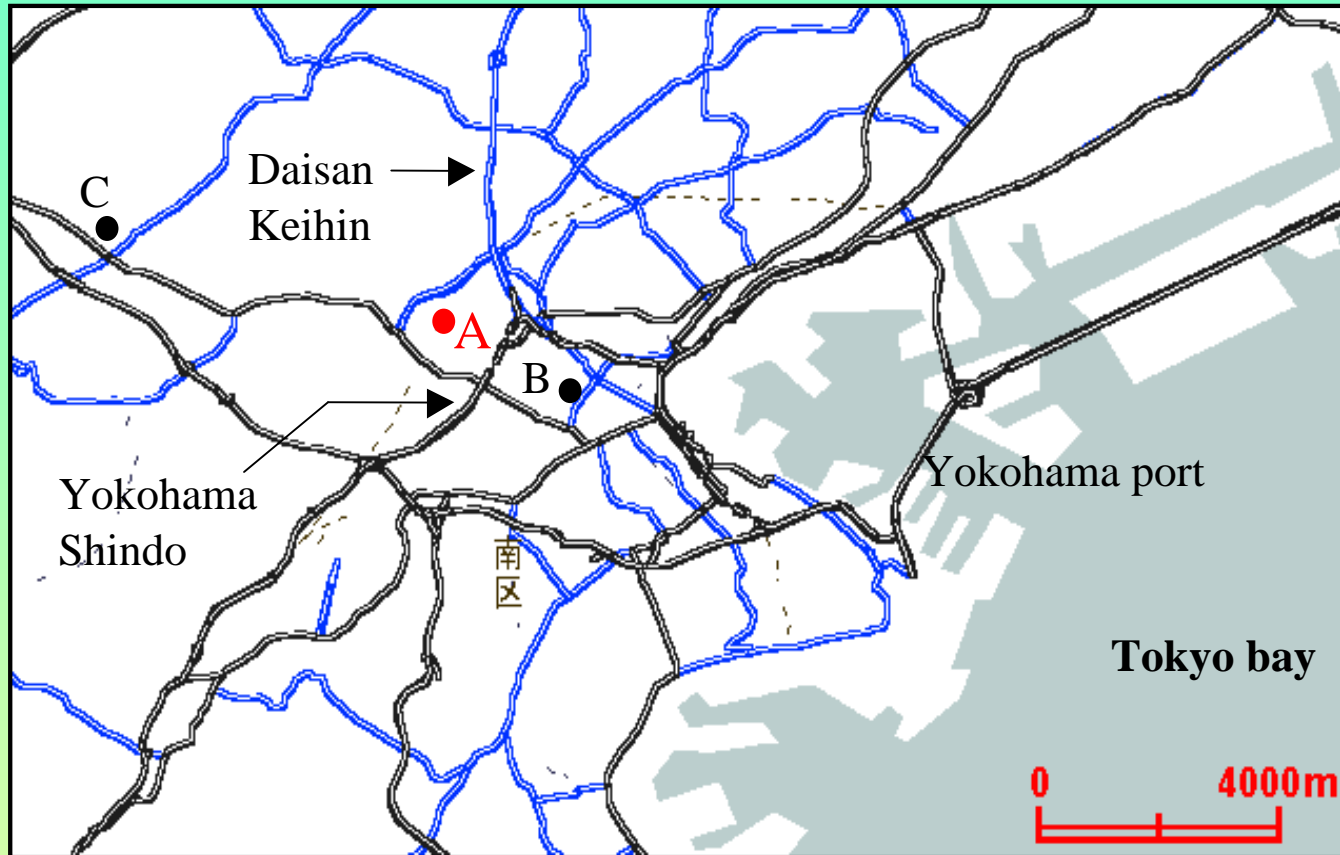 Daisan
Keihin
C
A
B
Yokohama
Shindo
Yokohama port
南
区
Tokyo bay
0 4000m